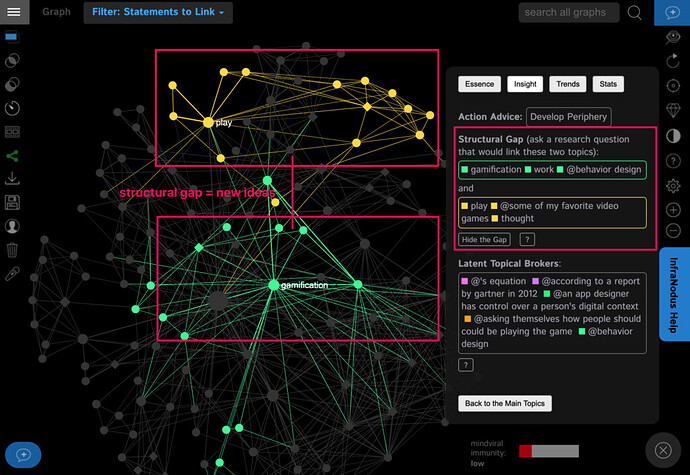 Graph
Filter: Statements to Link
search all graphs
Essence
Insight
Trends
Stats
Action Advice: Develop Periphery
Structural Gap (ask a research question
that would link these two topics):
gamification work @behavior design
and
play @some of my favorite video
games thought
Hide the Gap
?
Latent Topical Brokers:
@'s equation @according to a report
by gartner in 2012 @an app designer
has control over a person's digital context
@asking themselves how people should
could be playing the game @behavior
design
?
Back to the Main Topics
play
structural gap = new ideas
gamification
InfraNodus Help
mindviral
immunity:
low